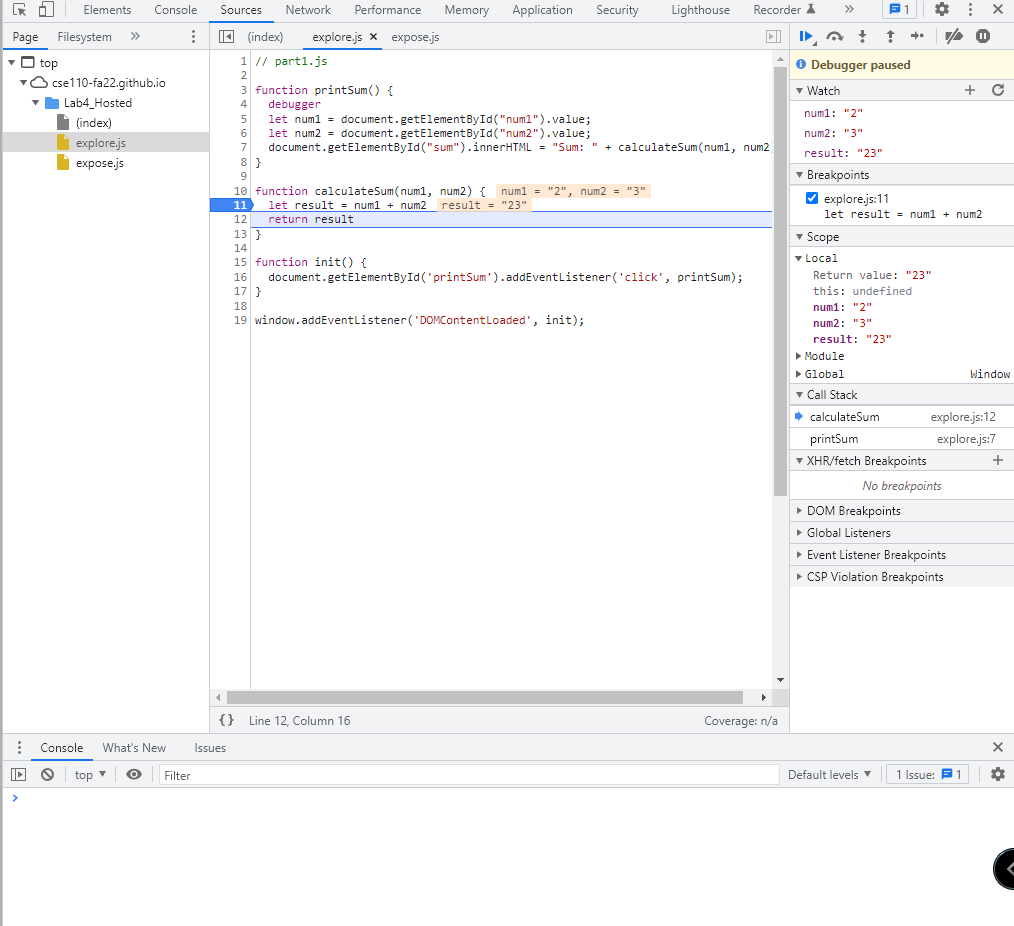 Elements Console Sources Network Performance Memory Application Security Lighthouse Recorder 1
Page Filesystem
(index) explore.js expose.js
top
cse110-fa22.github.io
Lab4_Hosted
(index)
explore.js
expose.js
1 // part1.js
2
3 function printSum() {
4 debugger
5 let num1 = document.getElementById("num1").value;
6 let num2 = document.getElementById("num2").value;
7 document.getElementById("sum").innerHTML = "Sum: " + calculateSum(num1, num2
8 }
9
10 function calculateSum(num1, num2) { num1 = "2", num2 = "3"
11 let result = num1 + num2 result = "23"
12 return result
13 }
14
15 function init() {
16 document.getElementById('printSum').addEventListener('click', printSum);
17 }
18
19 window.addEventListener('DOMContentLoaded', init);
{} Line 12, Column 16 Coverage: n/a
Debugger paused
Watch
num1: "2"
num2: "3"
result: "23"
Breakpoints
explore.js:11
let result = num1 + num2
Scope
Local
Return value: "23"
this: undefined
num1: "2"
num2: "3"
result: "23"
Module
Global Window
Call Stack
calculateSum explore.js:12
printSum explore.js:7
XHR/fetch Breakpoints
No breakpoints
DOM Breakpoints
Global Listeners
Event Listener Breakpoints
CSP Violation Breakpoints
Console What's New Issues
top Filter Default levels 1 Issue: 1